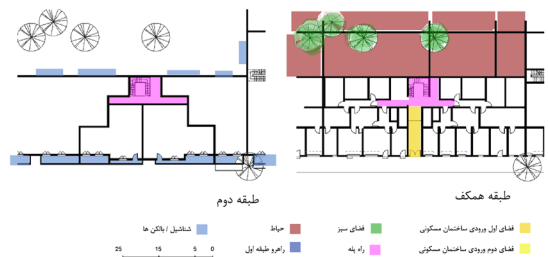 طبقه دوم
طبقه همکف
فضای اول ورودی ساختمان مسکونی
فضای سبز
حیاط
شناشیل / بالکن ها
فضای دوم ورودی ساختمان مسکونی
راه پله
راهرو طبقه اول
25 15 10 5 0